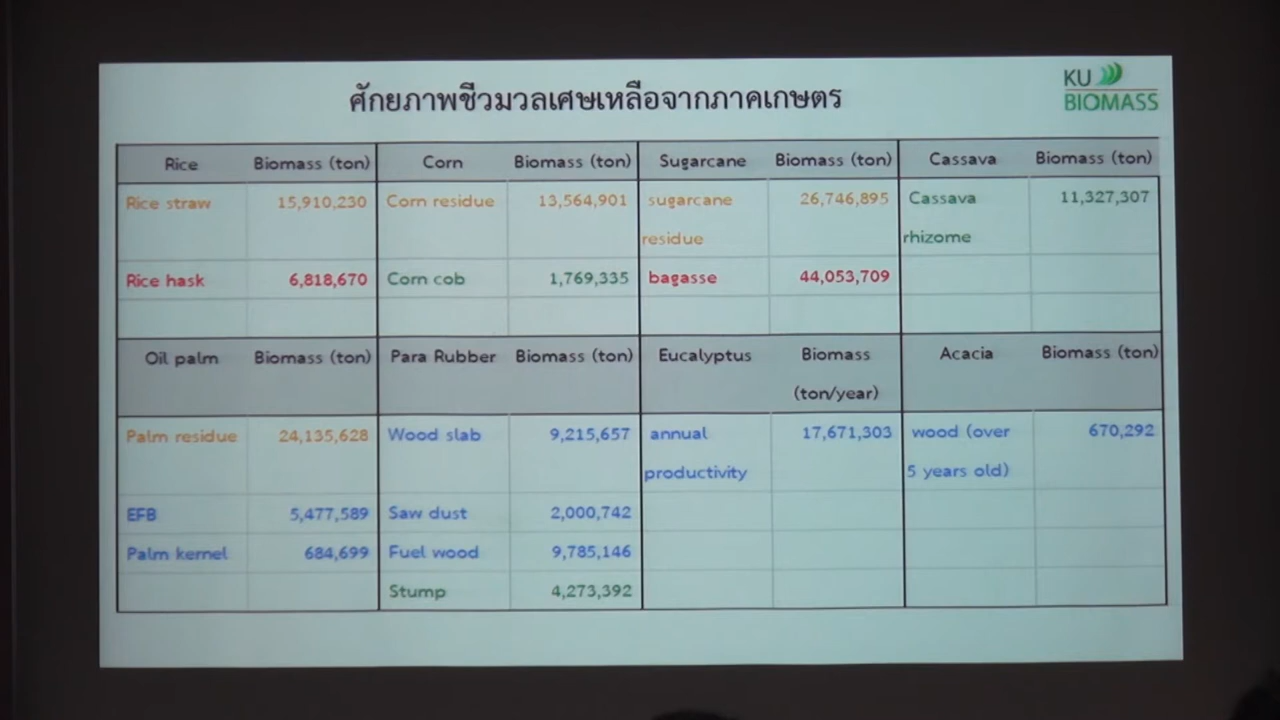 ศักยภาพชีวมวลเศษเหลือจากภาคเกษตร
KU
BIOMASS
Rice Biomass (ton) Corn Biomass (ton) Sugarcane Biomass (ton) Cassava Biomass (ton)
Rice straw 15,910,230 Corn residue 13,564,901 sugarcane 26,746,895 Cassava 11,327,307
residue rhizome
Rice hask 6,818,670 Corn cob 1,769,335 bagasse 44,053,709
Oil palm Biomass (ton) Para Rubber Biomass (ton) Eucalyptus Biomass Acacia Biomass (ton)
(ton/year)
Palm residue 24,135,628 Wood slab 9,215,657 annual 17,671,303 wood (over 670,292
productivity 5 years old)
EFB 5,477,589 Saw dust 2,000,742
Palm kernel 684,699 Fuel wood 9,785,146
Stump 4,273,392